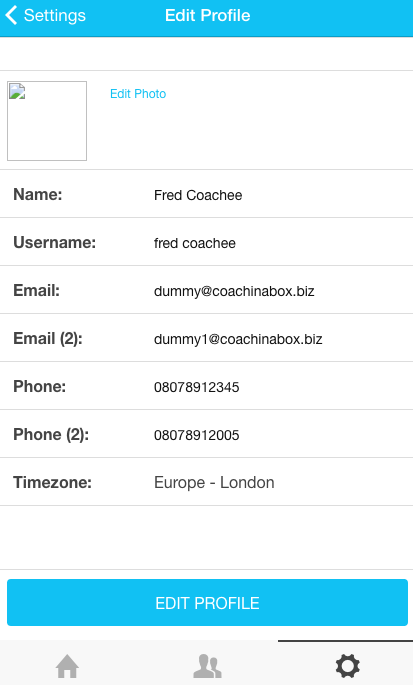 Settings Edit Profile
Edit Photo
Name: Fred Coachee
Username: fred coachee
Email: dummy@coachinabox.biz
Email (2): dummy1@coachinabox.biz
Phone: 08078912345
Phone (2): 08078912005
Timezone: Europe - London
EDIT PROFILE